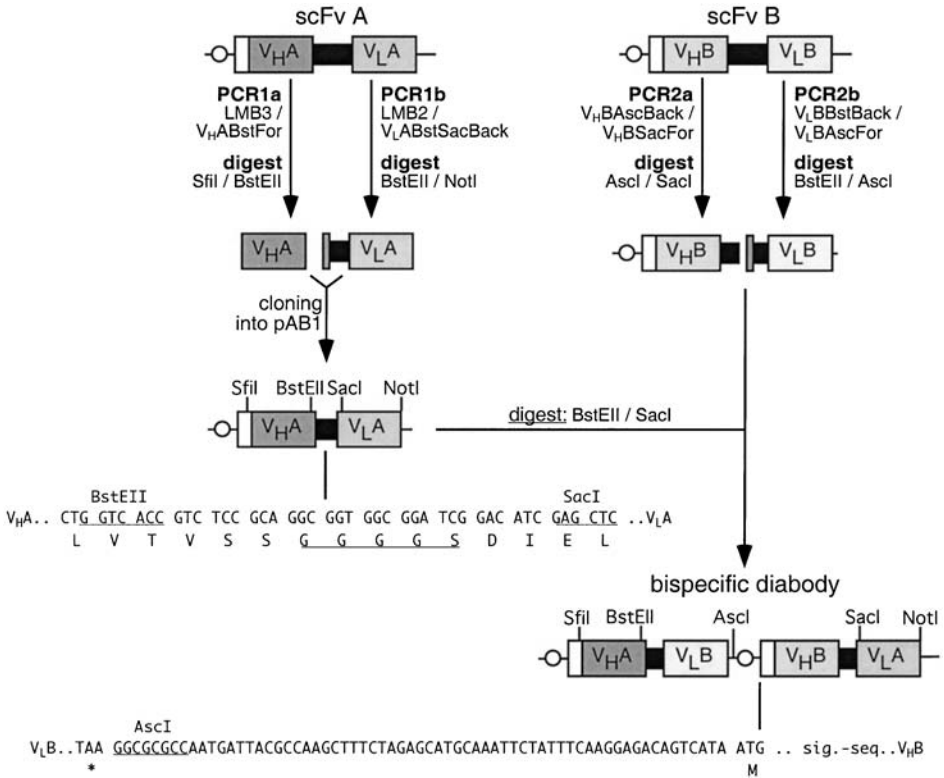 scFv A
scFv B
VHA
VLA
VHB
VLB
PCR1a
LMB3 /
VHABstFor
digest
SfiI / BstEII
PCR1b
LMB2 /
VLABstSacBack
digest
BstEII / NotI
PCR2a
VHBAscBack /
VHBSacFor
digest
AscI / SacI
PCR2b
VLBBstBack /
VLBAscFor
digest
BstEII / AscI
VHA
VLA
VHB
VLB
cloning
into pAB1
SfiI BstEII SacI NotI
VHA
VLA
digest: BstEII / SacI
BstEII SacI
VHA.. CTG GTC ACC GTC TCC GCA GGC GGT GGC GGA TCG GAC ATC GAG CTC ..VLA
L V T V S S G G G G S D I E L
bispecific diabody
SfiI BstEII AscI SacI NotI
VHA
VLB
VHB
VLA
AscI
VLB..TAA GGCGCGCCAATGATTACGCCAAGCTTTCTAGAGCATGCAAATTCTATTTCAAGGAGACAGTCATAA ATG .. sig.-seq..VHB
* M